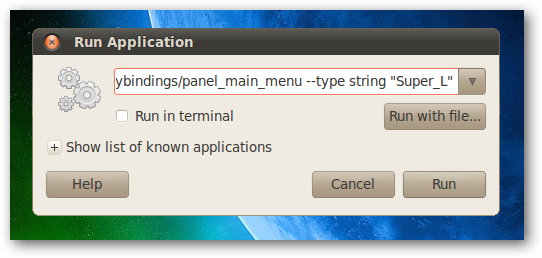 Run Application
ybindings/panel_main_menu --type string "Super_L"
Run in terminal
Run with file...
Show list of known applications
Help
Cancel
Run